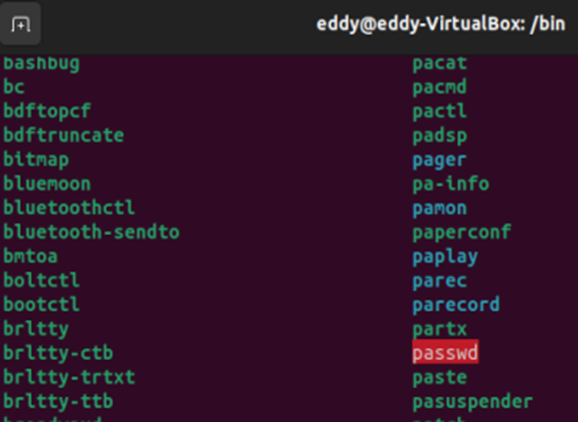 eddy@eddy-VirtualBox: /bin
bashbug pacat
bc pacmd
bdftopcf pactl
bdftruncate padsp
bitmap pager
bluemoon pa-info
bluetoothctl pamon
bluetooth-sendto paperconf
bmtoa paplay
boltctl parec
bootctl parecord
brltty partx
brltty-ctb passwd
brltty-trtxt paste
brltty-ttb pasuspender